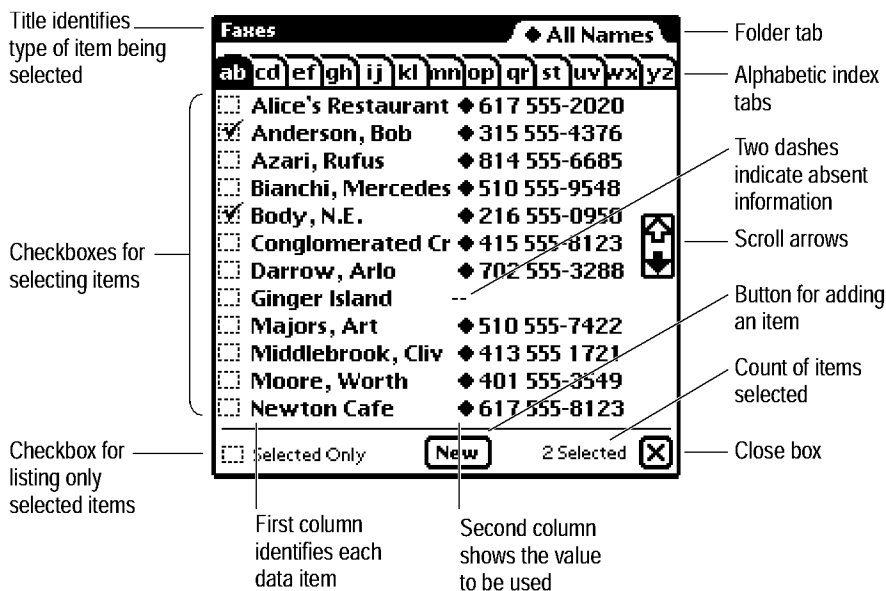 Title identifies
type of item being
selected
Faxes
◆ All Names
Folder tab
ab cd ef gh ij kl mn op qr st uv wx yz
Alphabetic index
tabs
Alice's Restaurant ◆ 617 555-2020
Anderson, Bob ◆ 315 555-4376
Azari, Rufus ◆ 814 555-6685
Bianchi, Mercedes ◆ 510 555-9548
Body, N.E. ◆ 216 555-0950
Conglomerated Cr ◆ 415 555-8123
Darrow, Arlo ◆ 702 555-3288
Ginger Island --
Majors, Art ◆ 510 555-7422
Middlebrook, Cliv ◆ 413 555 1721
Moore, Worth ◆ 401 555-3549
Newton Cafe ◆ 617 555-8123
Two dashes
indicate absent
information
Checkboxes for
selecting items
Scroll arrows
Button for adding
an item
Count of items
selected
Checkbox for
listing only
selected items
Selected Only
New
2 Selected
Close box
First column
identifies each
data item
Second column
shows the value
to be used